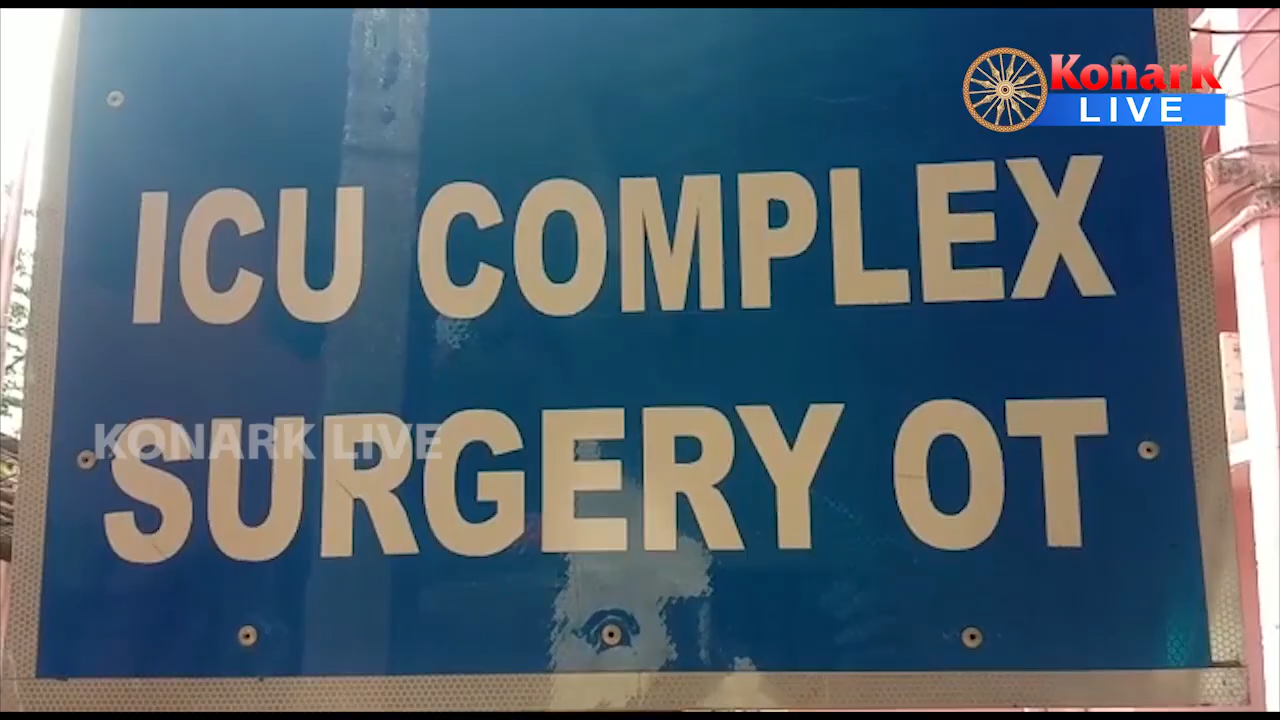 Konark
LIVE
ICU COMPLEX
KONARK LIVE
SURGERY OT